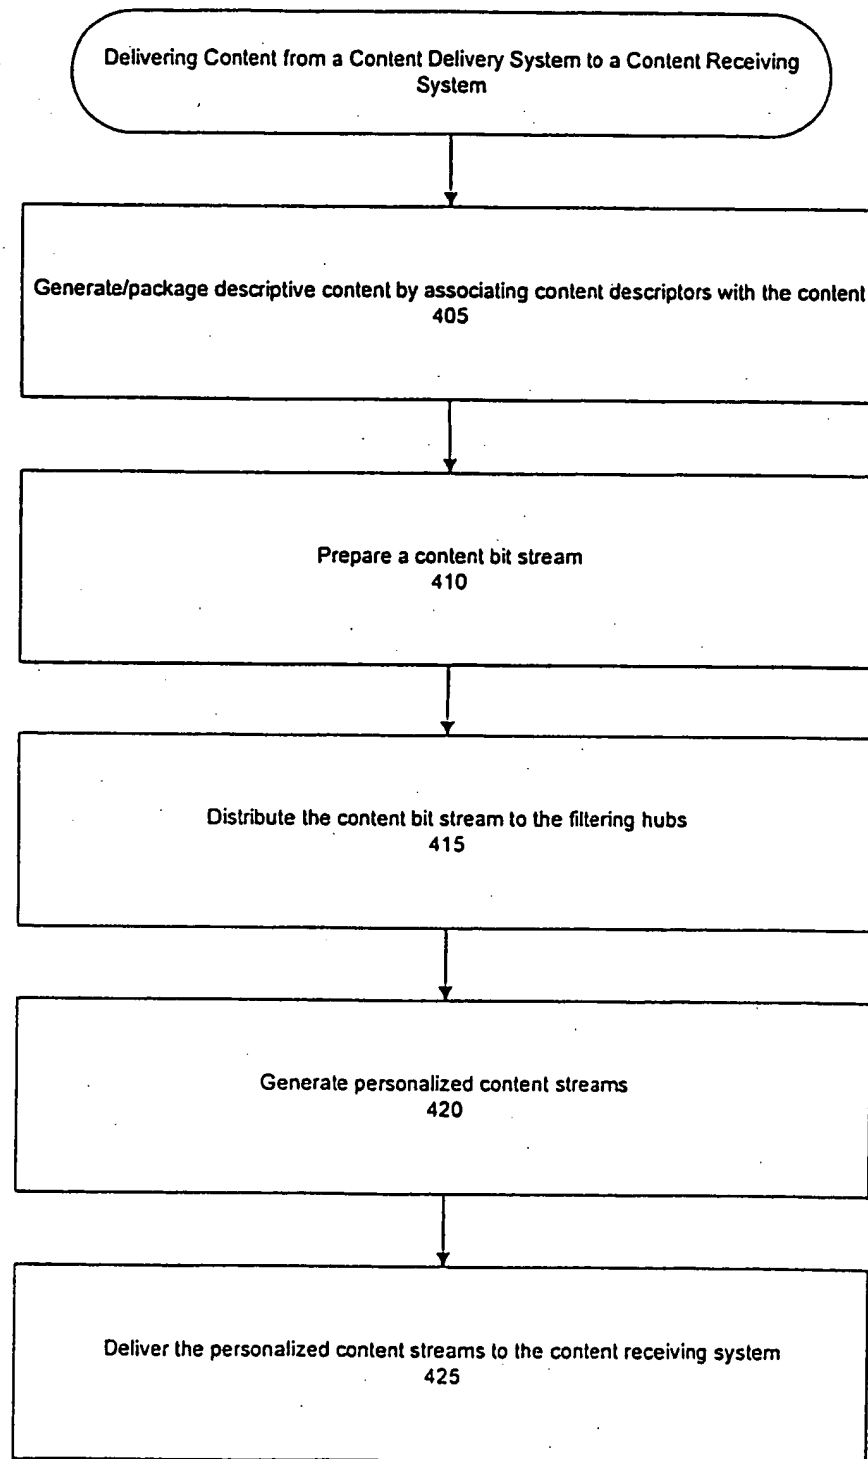 Delivering Content from a Content Delivery System to a Content Receiving
System
Generate/package descriptive content by associating content descriptors with the content
405
Prepare a content bit stream
410
Distribute the content bit stream to the filtering hubs
415
Generate personalized content streams
420
Deliver the personalized content streams to the content receiving system
425